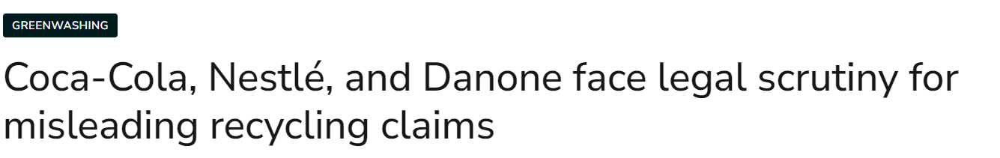 GREENWASHING
Coca-Cola, Nestlé, and Danone face legal scrutiny for
misleading recycling claims